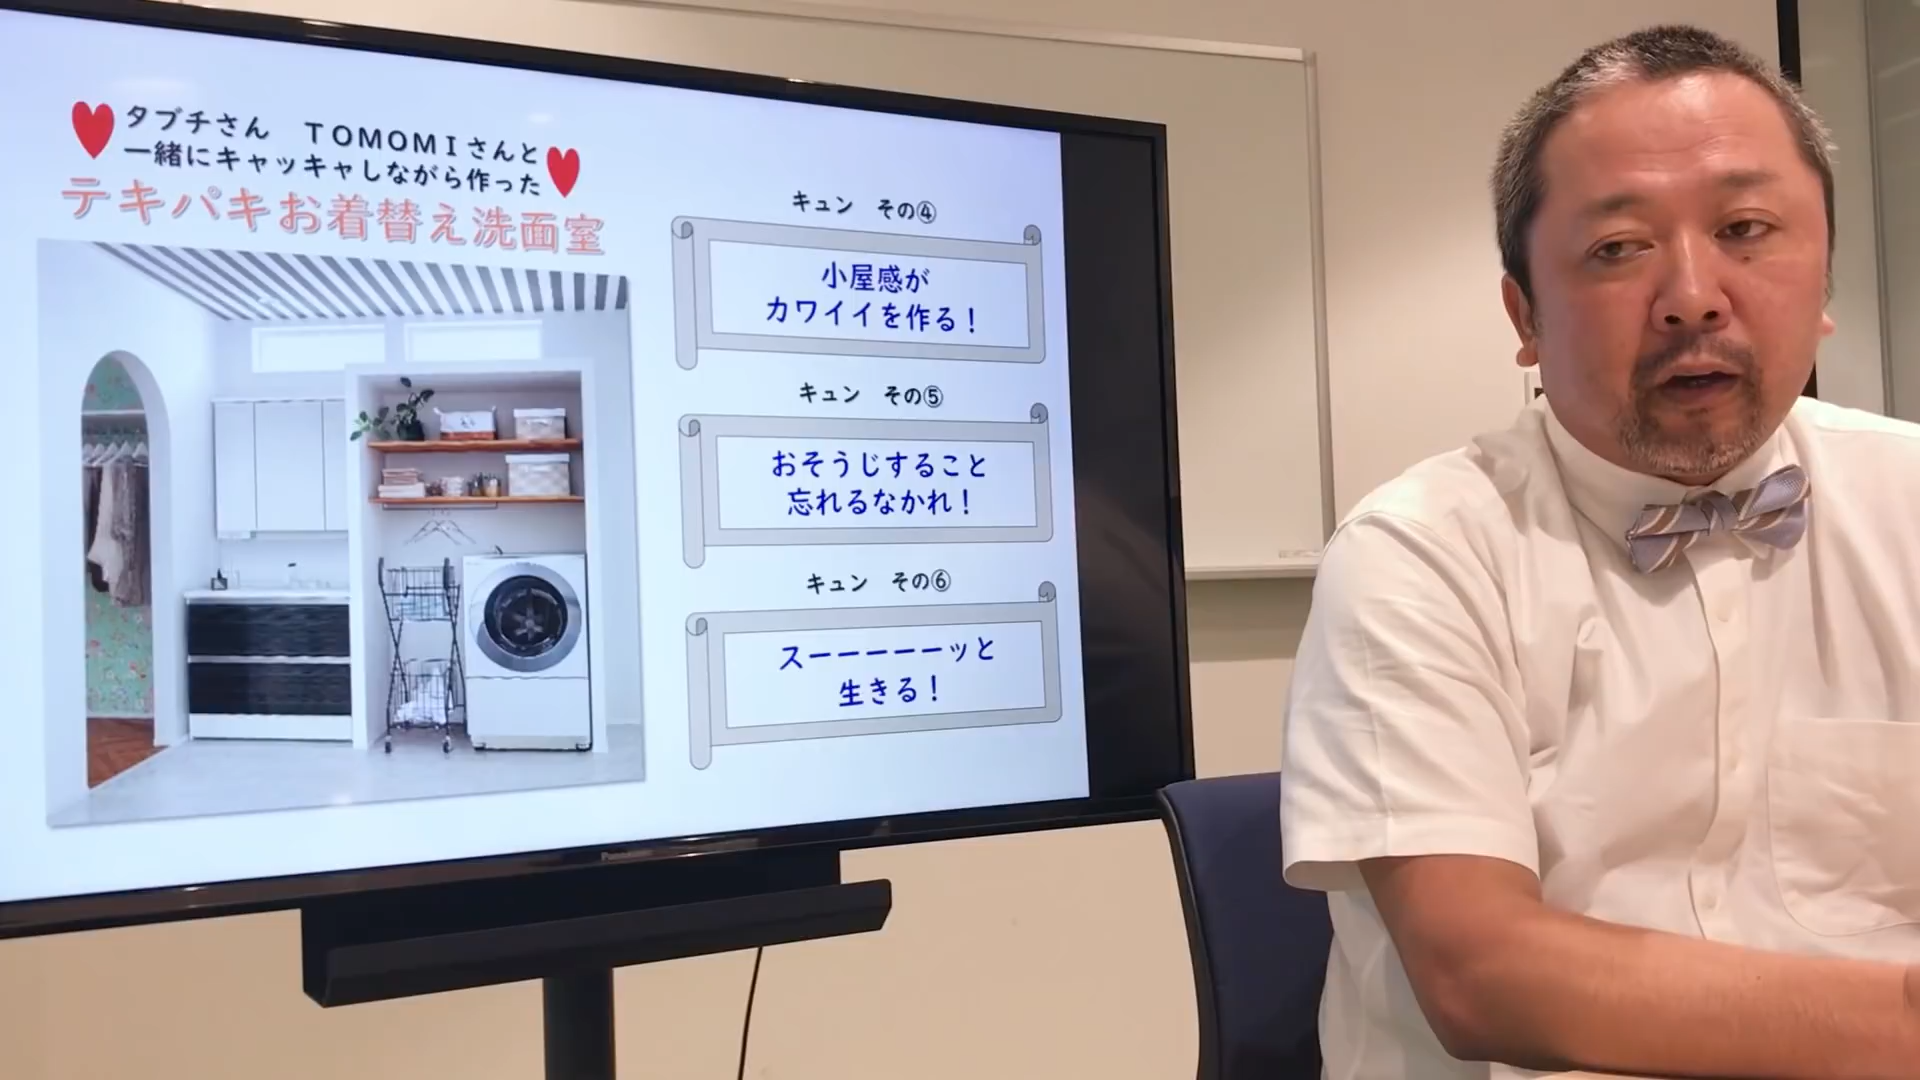 タブチさん　ＴＯＭＯＭＩさんと
一緒にキャッキャしながら作った
テキパキお着替え洗面室
キュン　その④
小屋感が
カワイイを作る！
キュン　その⑤
おそうじすること
忘れるなかれ！
キュン　その⑥
スーーーーーッと
生きる！